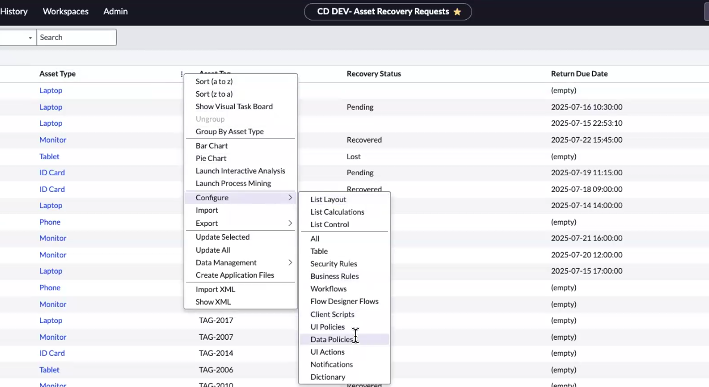 History Workspaces Admin CD DEV- Asset Recovery Requests
Search
Asset Type Asset Tag Recovery Status Return Due Date
Laptop (empty)
Laptop Pending 2025-07-16 10:30:00
Laptop 2025-07-15 22:53:10
Monitor Recovered 2025-07-22 15:45:00
Tablet Lost (empty)
ID Card Pending 2025-07-19 11:15:00
ID Card Recovered 2025-07-18 09:00:00
Laptop 2025-07-14 14:00:00
Phone (empty)
Monitor 2025-07-21 16:00:00
Monitor 2025-07-20 12:00:00
Laptop 2025-07-15 17:00:00
Phone (empty)
Monitor (empty)
Laptop TAG-2017 (empty)
Monitor TAG-2007 (empty)
ID Card TAG-2014 (empty)
Tablet TAG-2006 (empty)
Monitor TAG-2010 Recovered (empty)
Sort (a to z)
Sort (z to a)
Show Visual Task Board
Ungroup
Group By Asset Type
Bar Chart
Pie Chart
Launch Interactive Analysis
Launch Process Mining
Configure
Import
Export
Update Selected
Update All
Data Management
Create Application Files
Import XML
Show XML
List Layout
List Calculations
List Control
All
Table
Security Rules
Business Rules
Workflows
Flow Designer Flows
Client Scripts
UI Policies
Data Policies
UI Actions
Notifications
Dictionary